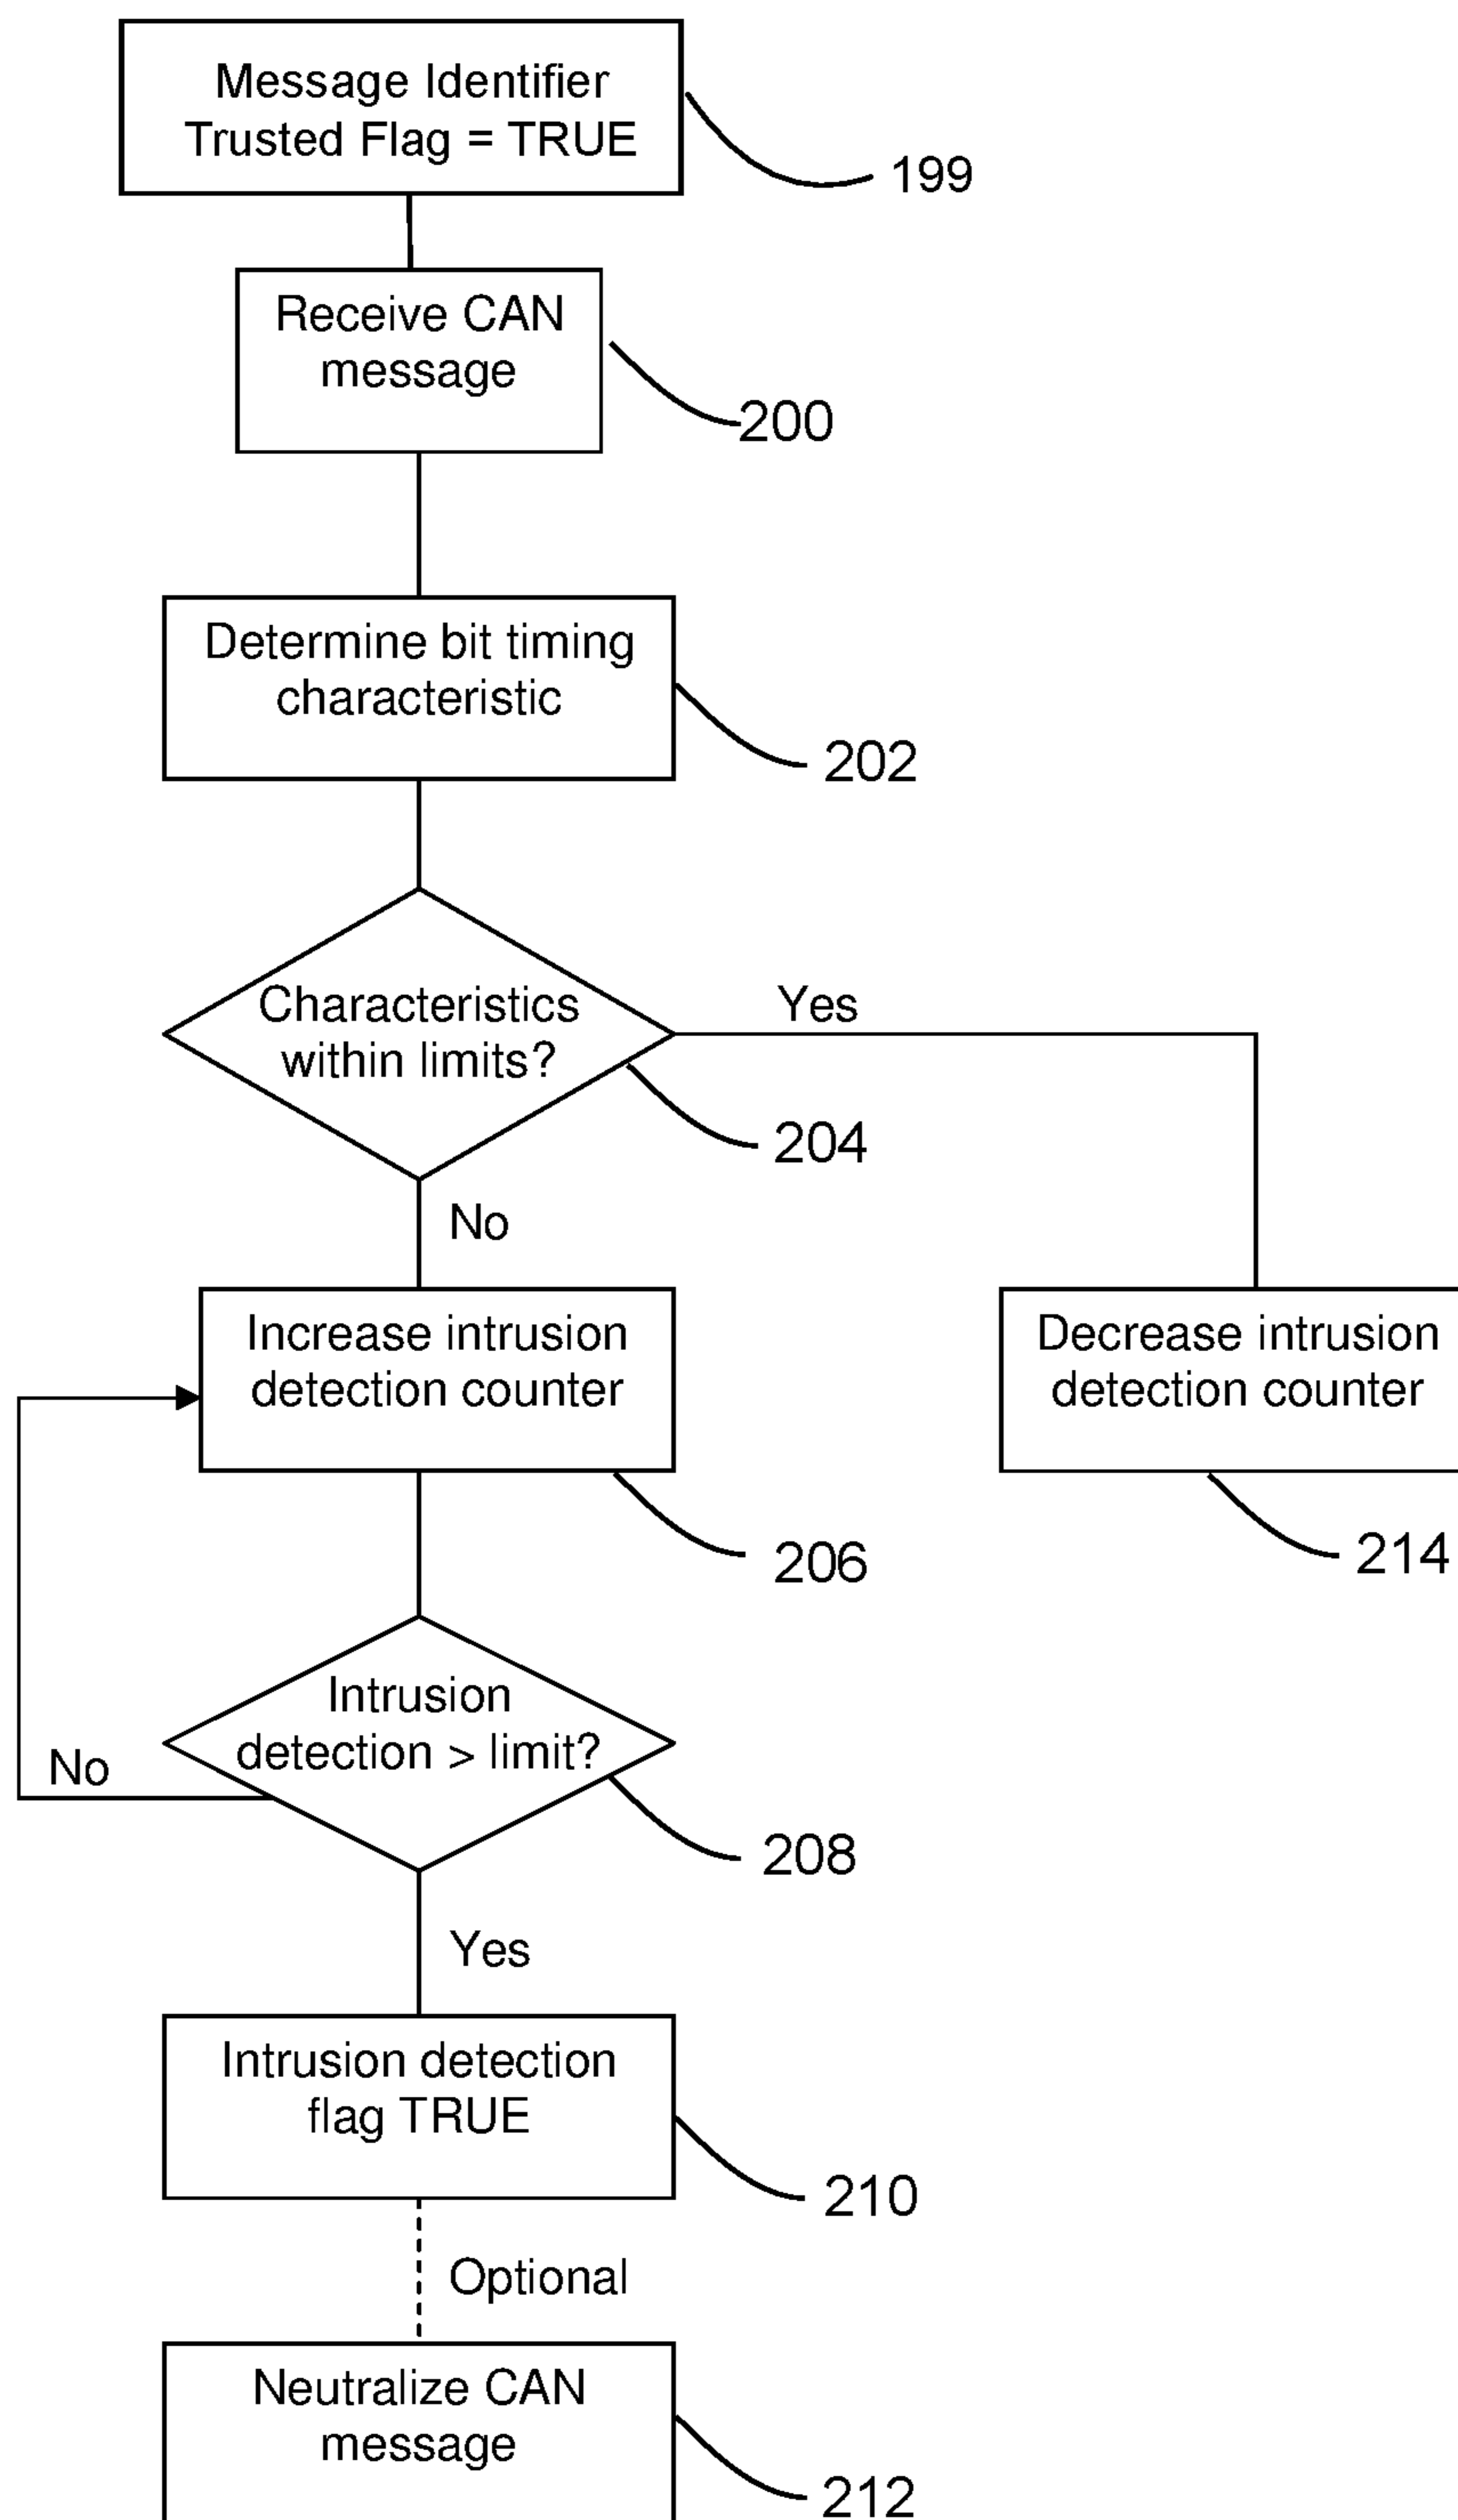 Message Identifier
Trusted Flag = TRUE
199
Receive CAN
message
200
Determine bit timing
characteristic
202
Characteristics
within limits?
Yes
204
No
Increase intrusion
detection counter
Decrease intrusion
detection counter
206
214
Intrusion
detection > limit?
No
208
Yes
Intrusion detection
flag TRUE
210
Optional
Neutralize CAN
message
212